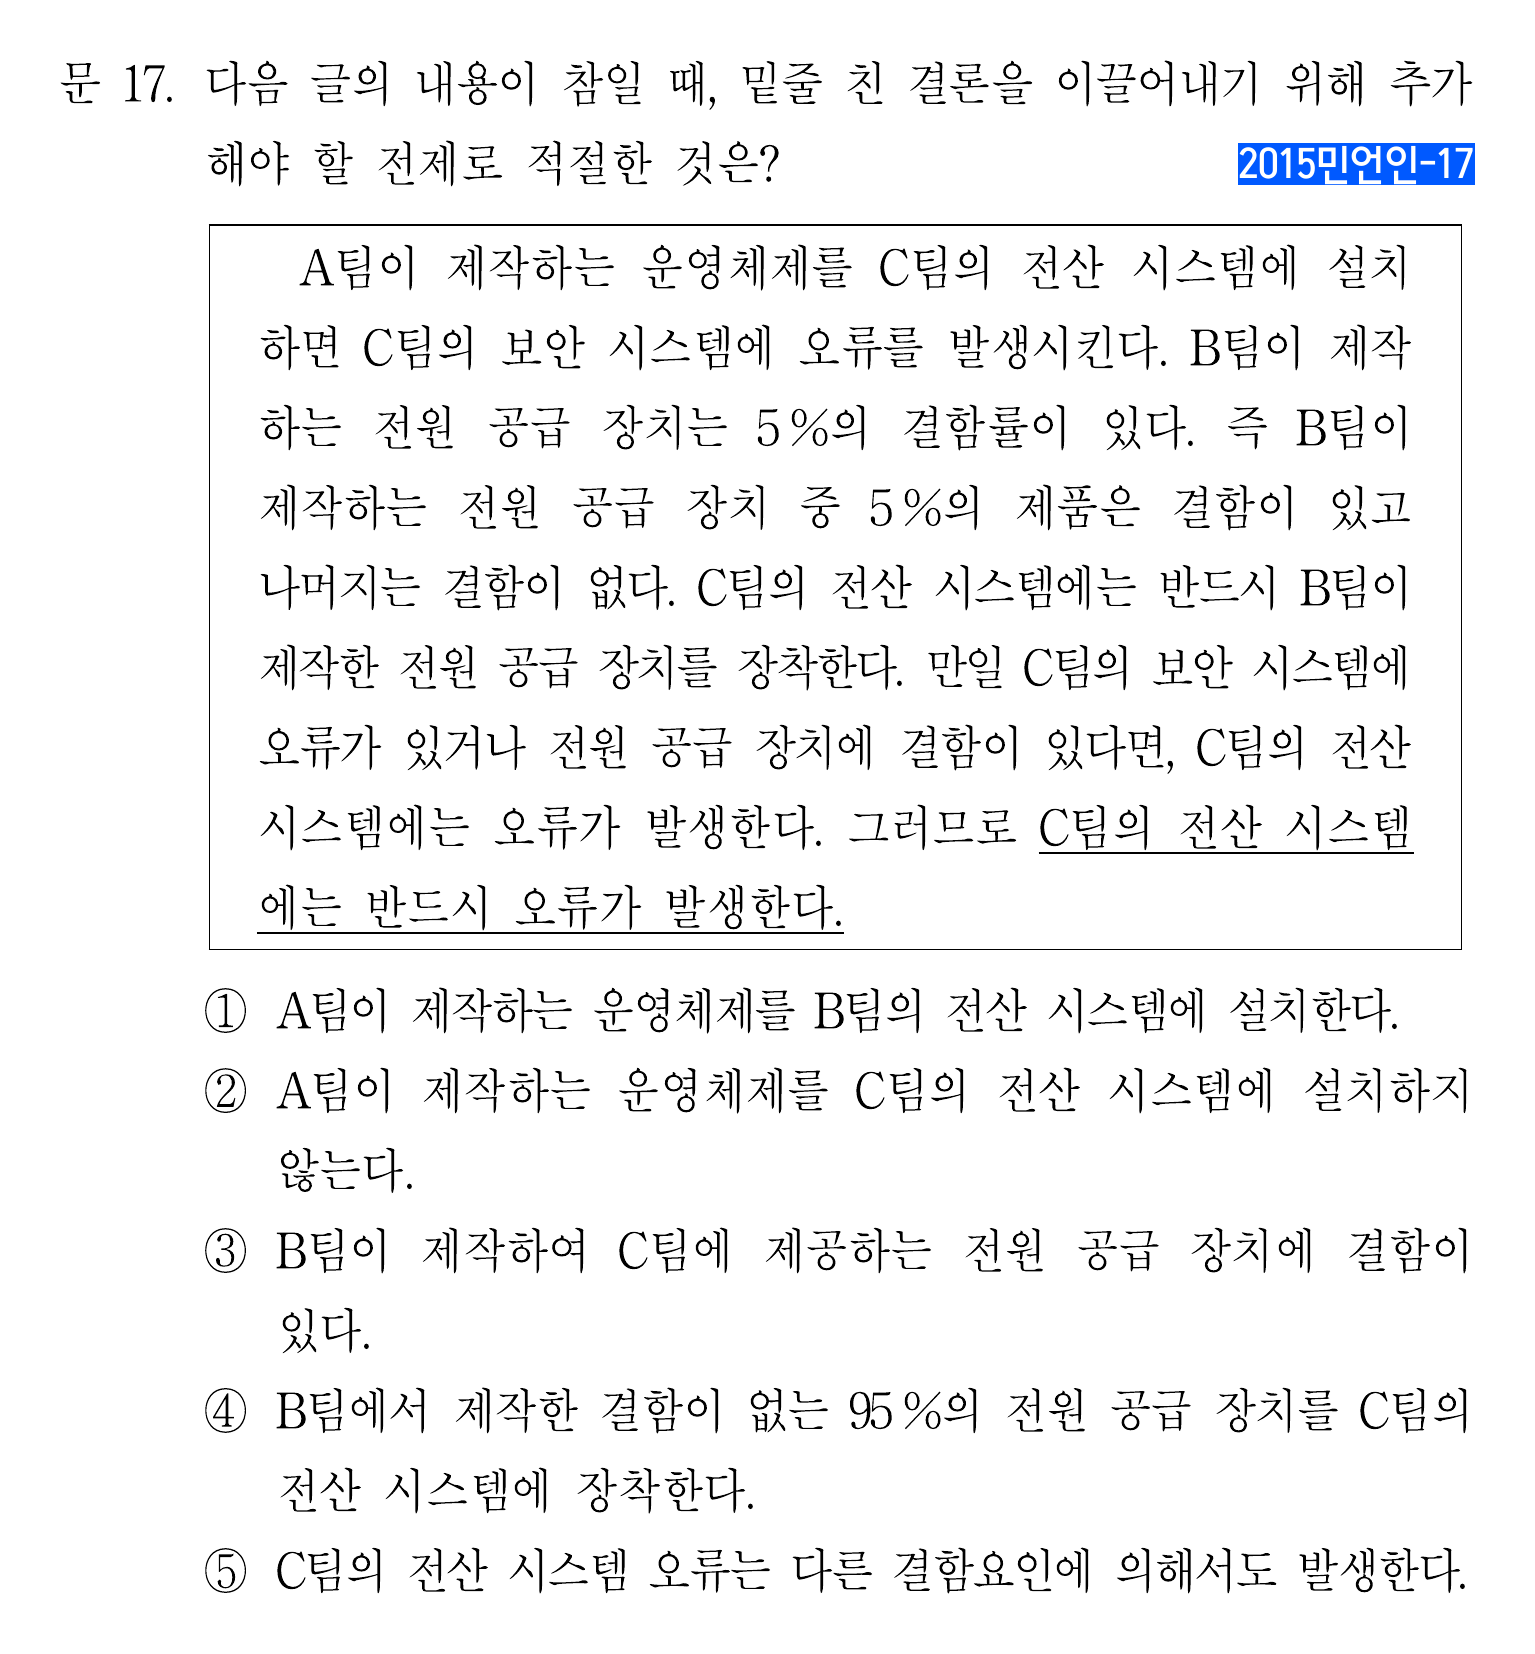 문 17. 다음 글의 내용이 참일 때, 밑줄 친 결론을 이끌어내기 위해 추가
해야 할 전제로 적절한 것은?
2015민언인-17
A팀이 제작하는 운영체제를 C팀의 전산 시스템에 설치
하면 C팀의 보안 시스템에 오류를 발생시킨다. B팀이 제작
하는 전원 공급 장치는 5%의 결함률이 있다. 즉 B팀이
제작하는 전원 공급 장치 중 5%의 제품은 결함이 있고
나머지는 결함이 없다. C팀의 전산 시스템에는 반드시 B팀이
제작한 전원 공급 장치를 장착한다. 만일 C팀의 보안 시스템에
오류가 있거나 전원 공급 장치에 결함이 있다면, C팀의 전산
시스템에는 오류가 발생한다. 그러므로 C팀의 전산 시스템
에는 반드시 오류가 발생한다.
① A팀이 제작하는 운영체제를 B팀의 전산 시스템에 설치한다.
② A팀이 제작하는 운영체제를 C팀의 전산 시스템에 설치하지
않는다.
③ B팀이 제작하여 C팀에 제공하는 전원 공급 장치에 결함이
있다.
④ B팀에서 제작한 결함이 없는 95%의 전원 공급 장치를 C팀의
전산 시스템에 장착한다.
⑤ C팀의 전산 시스템 오류는 다른 결함요인에 의해서도 발생한다.